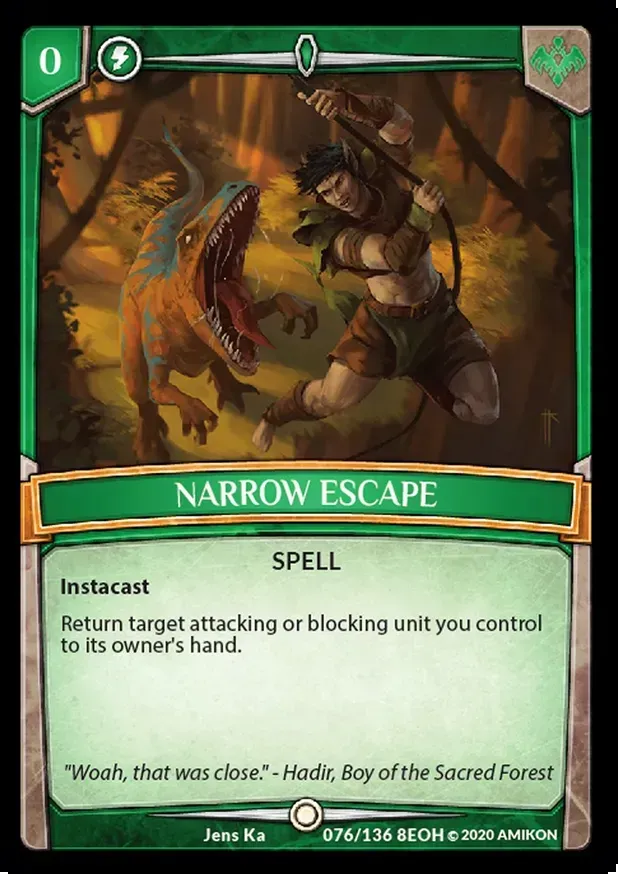 0
NARROW ESCAPE
SPELL
Instacast
Return target attacking or blocking unit you control
to its owner's hand.
"Woah, that was close." - Hadir, Boy of the Sacred Forest
Jens Ka 076/136 8EOH © 2020 AMIKON